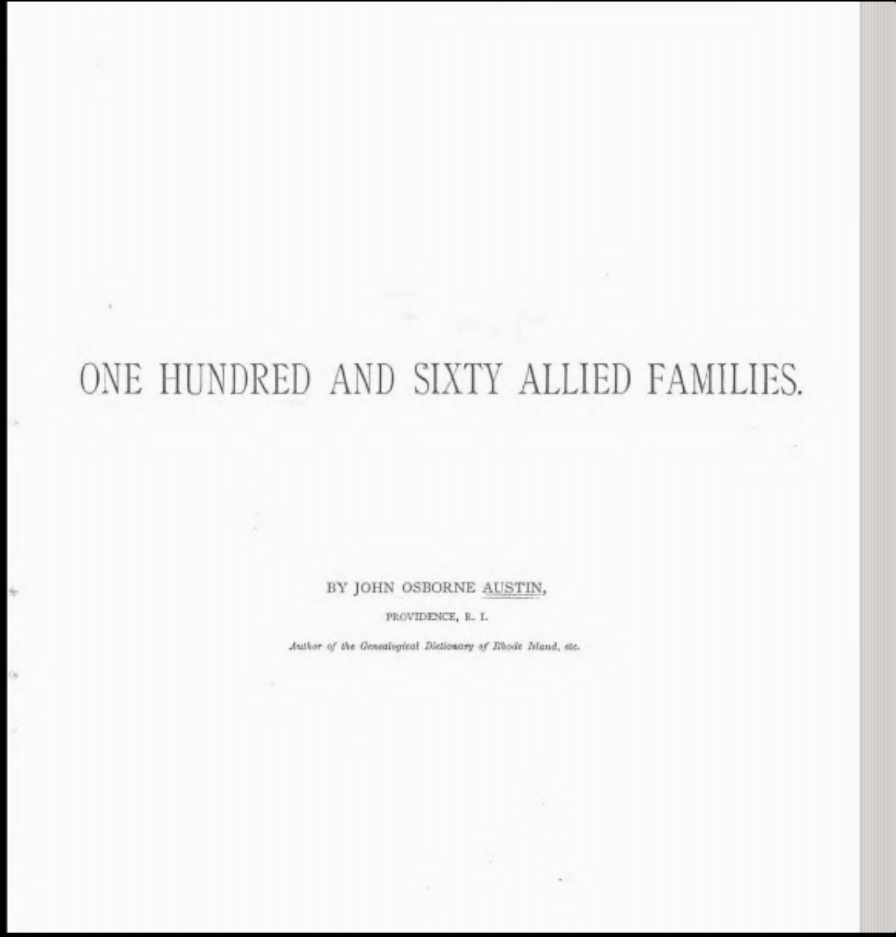 ONE HUNDRED AND SIXTY ALLIED FAMILIES.
BY JOHN OSBORNE AUSTIN,
PROVIDENCE, R. I.
Author of the Genealogical Dictionary of Rhode Island, etc.